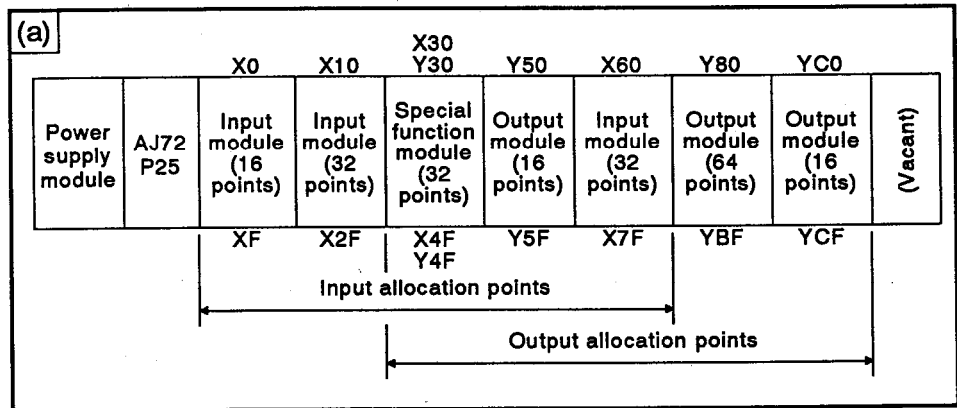 (a)
X30
X0 X10 Y30 Y50 X60 Y80 YC0
Power
supply
module
AJ72
P25
Input
module
(16
points)
Input
module
(32
points)
Special
function
module
(32
points)
Output
module
(16
points)
Input
module
(32
points)
Output
module
(64
points)
Output
module
(16
points)
(Vacant)
XF X2F X4F Y5F X7F YBF YCF
Y4F
Input allocation points
Output allocation points